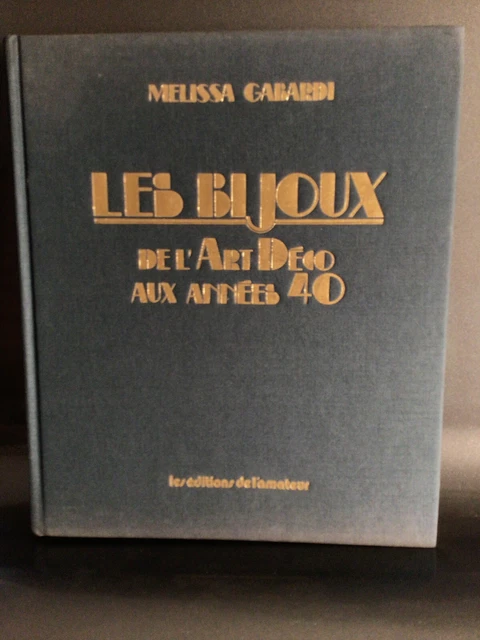 MELISSA GABARDI
LES BIJOUX
DE L'ART DÉCO
AUX ANNÉES 40
les éditions de l'amateur